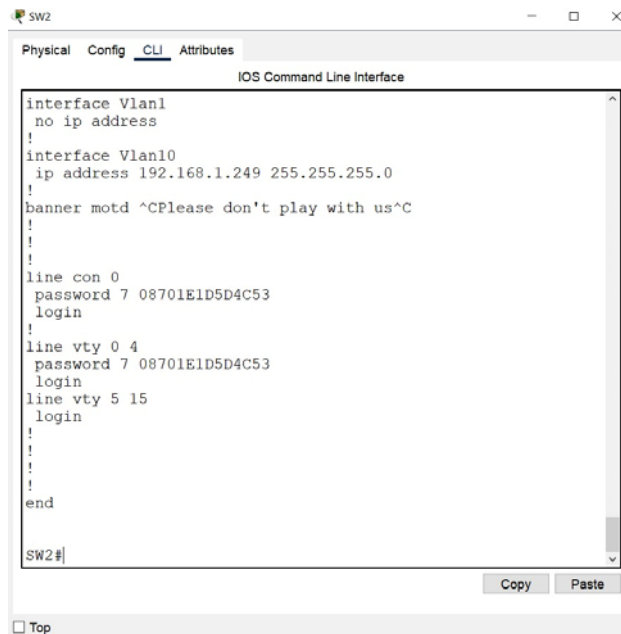 SW2
Physical Config CLI Attributes
IOS Command Line Interface
interface Vlan1
no ip address
!
interface Vlan10
ip address 192.168.1.249 255.255.255.0
!
banner motd ^CPlease don't play with us^C
!
!
!
line con 0
password 7 08701E1D5D4C53
login
!
line vty 0 4
password 7 08701E1D5D4C53
login
line vty 5 15
login
!
!
!
!
end
SW2#
Copy Paste
Top